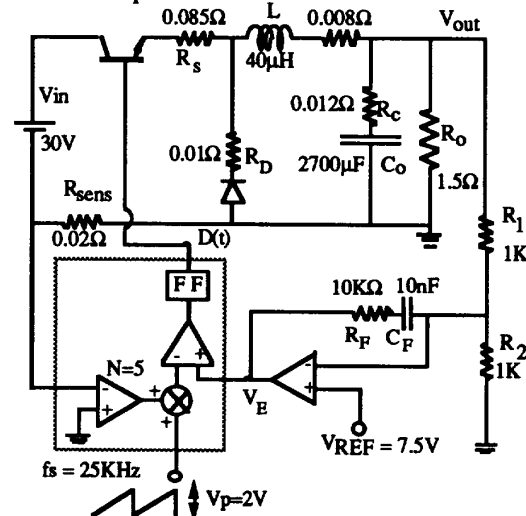 0.085Ω
L
0.008Ω
Vout
Rs
40μH
Vin
30V
0.012Ω
Rc
0.01Ω
RD
2700μF
Co
Ro
1.5Ω
Rsens
0.02Ω
D(t)
R1
1K
F F
10KΩ
10nF
RF
CF
R2
1K
N=5
-
+
-
+
+
+
VE
-
+
VREF = 7.5V
fs = 25KHz
Vp=2V